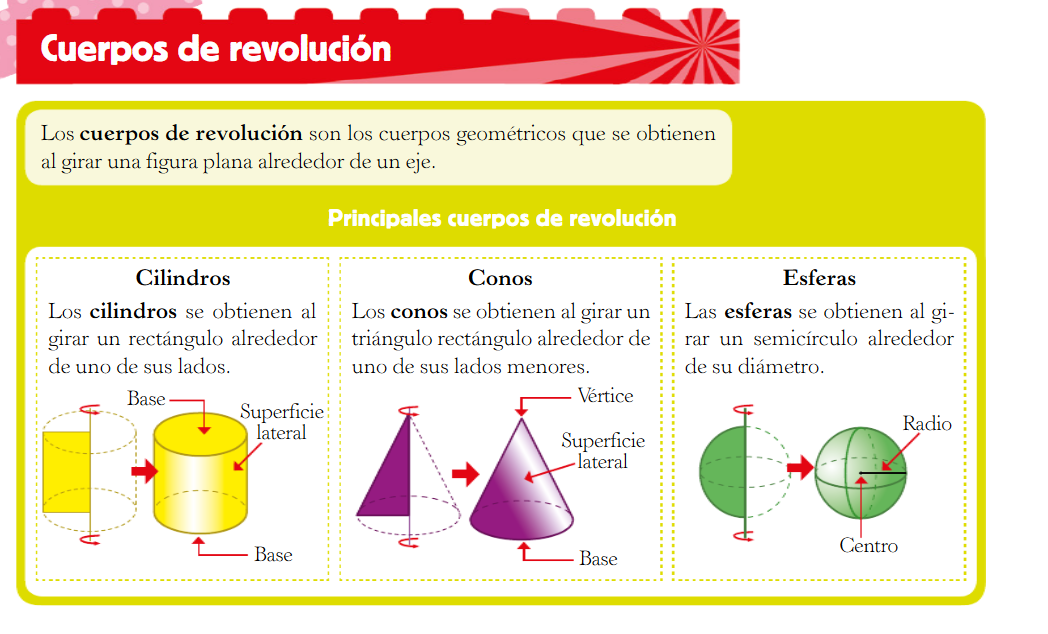 Cuerpos de revolución
Los cuerpos de revolución son los cuerpos geométricos que se obtienen
al girar una figura plana alrededor de un eje.
Principales cuerpos de revolución
Cilindros
Los cilindros se obtienen al
girar un rectángulo alrededor
de uno de sus lados.
Base
Superficie
lateral
Base
Conos
Los conos se obtienen al girar un
triángulo rectángulo alrededor de
uno de sus lados menores.
Vértice
Superficie
lateral
Base
Esferas
Las esferas se obtienen al gi-
rar un semicírculo alrededor
de su diámetro.
Radio
Centro